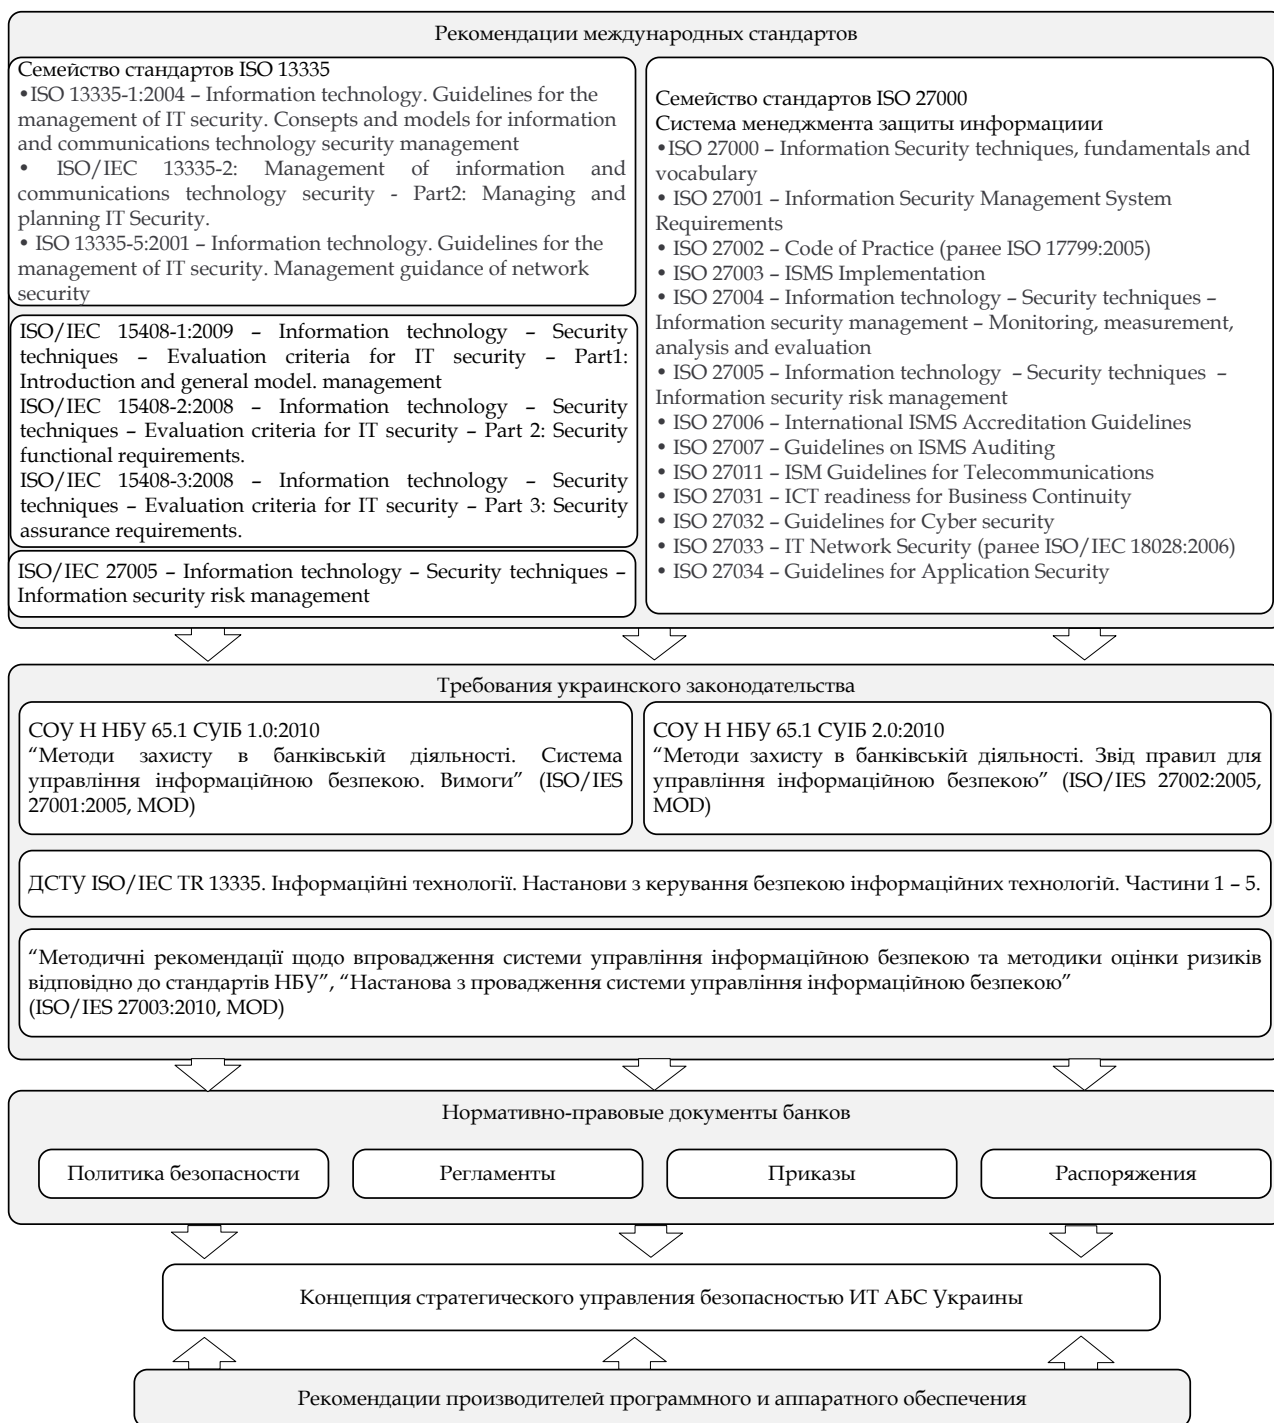 Рекомендации международных стандартов
Семейство стандартов ISO 13335
•ISO 13335-1:2004 – Information technology. Guidelines for the
management of IT security. Consepts and models for information
and communications technology security management
• ISO/IEC 13335-2: Management of information and
communications technology security - Part2: Managing and
planning IT Security.
• ISO 13335-5:2001 – Information technology. Guidelines for the
management of IT security. Management guidance of network
security
ISO/IEC 15408-1:2009 – Information technology – Security
techniques – Evaluation criteria for IT security – Part1:
Introduction and general model. management
ISO/IEC 15408-2:2008 – Information technology – Security
techniques – Evaluation criteria for IT security – Part 2: Security
functional requirements.
ISO/IEC 15408-3:2008 – Information technology – Security
techniques – Evaluation criteria for IT security – Part 3: Security
assurance requirements.
ISO/IEC 27005 – Information technology – Security techniques –
Information security risk management
Семейство стандартов ISO 27000
Система менеджмента защиты информациии
•ISO 27000 – Information Security techniques, fundamentals and
vocabulary
• ISO 27001 – Information Security Management System
Requirements
• ISO 27002 – Code of Practice (ранее ISO 17799:2005)
• ISO 27003 – ISMS Implementation
• ISO 27004 – Information technology – Security techniques –
Information security management – Monitoring, measurement,
analysis and evaluation
• ISO 27005 – Information technology – Security techniques –
Information security risk management
• ISO 27006 – International ISMS Accreditation Guidelines
• ISO 27007 – Guidelines on ISMS Auditing
• ISO 27011 – ISM Guidelines for Telecommunications
• ISO 27031 – ICT readiness for Business Continuity
• ISO 27032 – Guidelines for Cyber security
• ISO 27033 – IT Network Security (ранее ISO/IEC 18028:2006)
• ISO 27034 – Guidelines for Application Security
Требования украинского законодательства
СОУ Н НБУ 65.1 СУІБ 1.0:2010
“Методи захисту в банківській діяльності. Система
управління інформаційною безпекою. Вимоги” (ISO/IES
27001:2005, MOD)
СОУ Н НБУ 65.1 СУІБ 2.0:2010
“Методи захисту в банківській діяльності. Звід правил для
управління інформаційною безпекою” (ISO/IES 27002:2005,
MOD)
ДСТУ ISO/IEC TR 13335. Інформаційні технології. Настанови з керування безпекою інформаційних технологій. Частини 1 – 5.
“Методичні рекомендації щодо впровадження системи управління інформаційною безпекою та методики оцінки ризиків
відповідно до стандартів НБУ”, “Настанова з провадження системи управління інформаційною безпекою”
(ISO/IES 27003:2010, MOD)
Нормативно-правовые документы банков
Политика безопасности
Регламенты
Приказы
Распоряжения
Концепция стратегического управления безопасностью ИТ АБС Украины
Рекомендации производителей программного и аппаратного обеспечения